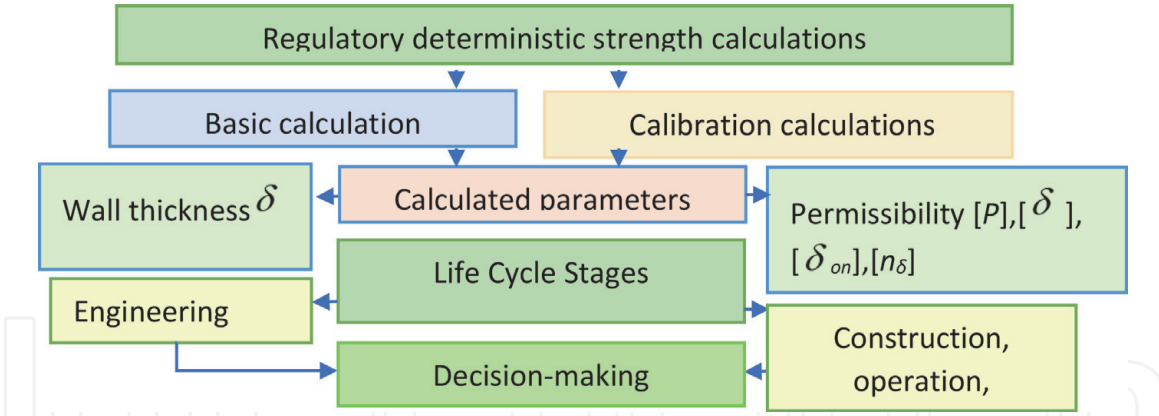 Regulatory deterministic strength calculations
Basic calculation
Calibration calculations
Wall thickness δ
Calculated parameters
Permissibility [P],[δ ],
[δon],[nδ]
Life Cycle Stages
Engineering
Construction,
operation,
Decision-making